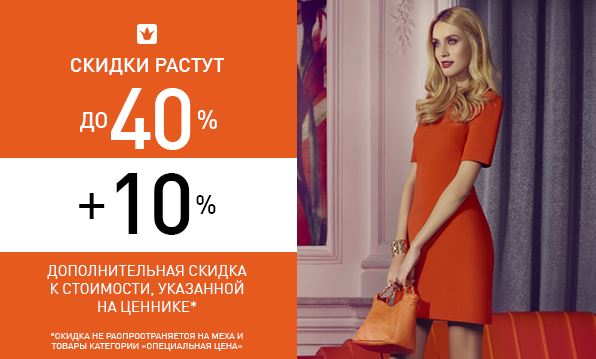 СКИДКИ РАСТУТ
ДО 40 %
+ 10 %
ДОПОЛНИТЕЛЬНАЯ СКИДКА
К СТОИМОСТИ, УКАЗАННОЙ
НА ЦЕННИКЕ*
*СКИДКА НЕ РАСПРОСТРАНЯЕТСЯ НА МЕХА И
ТОВАРЫ КАТЕГОРИИ «СПЕЦИАЛЬНАЯ ЦЕНА»